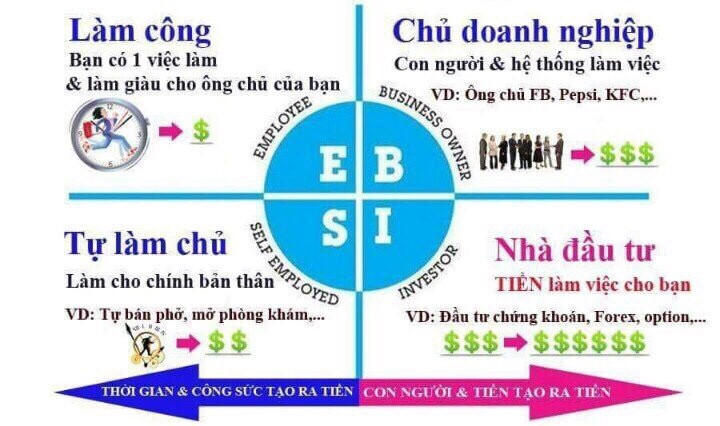 Làm công
Bạn có 1 việc làm
& làm giàu cho ông chủ của bạn
$
EMPLOYEE
E
Chủ doanh nghiệp
Con người & hệ thống làm việc
VD: Ông chủ FB, Pepsi, KFC,...
$$$
BUSINESS OWNER
B
Tự làm chủ
Làm cho chính bản thân
VD: Tự bán phở, mở phòng khám,...
$$
SELF EMPLOYED
S
Nhà đầu tư
TIỀN làm việc cho bạn
VD: Đầu tư chứng khoán, Forex, option,...
$$$ $$$$$$
INVESTOR
I
THỜI GIAN & CÔNG SỨC TẠO RA TIỀN
CON NGƯỜI & TIỀN TẠO RA TIỀN